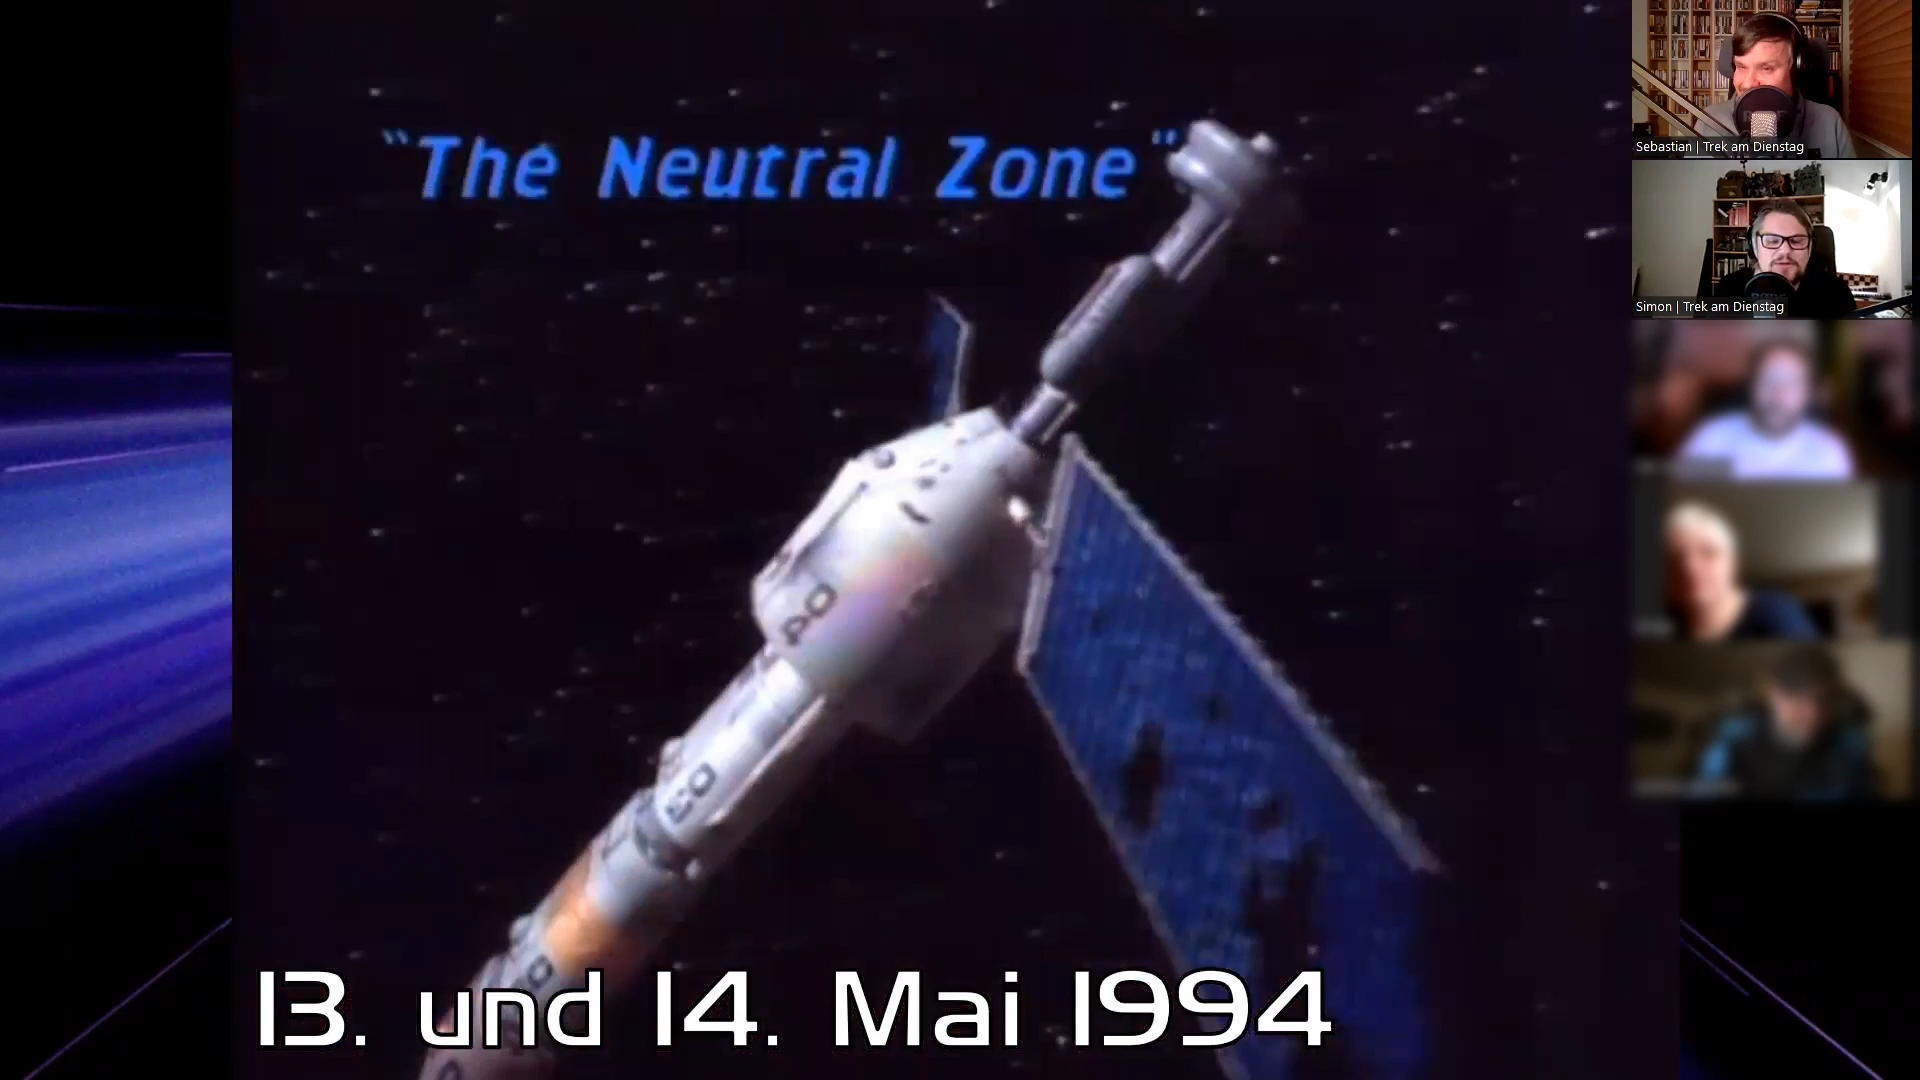 "The Neutral Zone"
Sebastian | Trek am Dienstag
Simon | Trek am Dienstag
13. und 14. Mai 1994